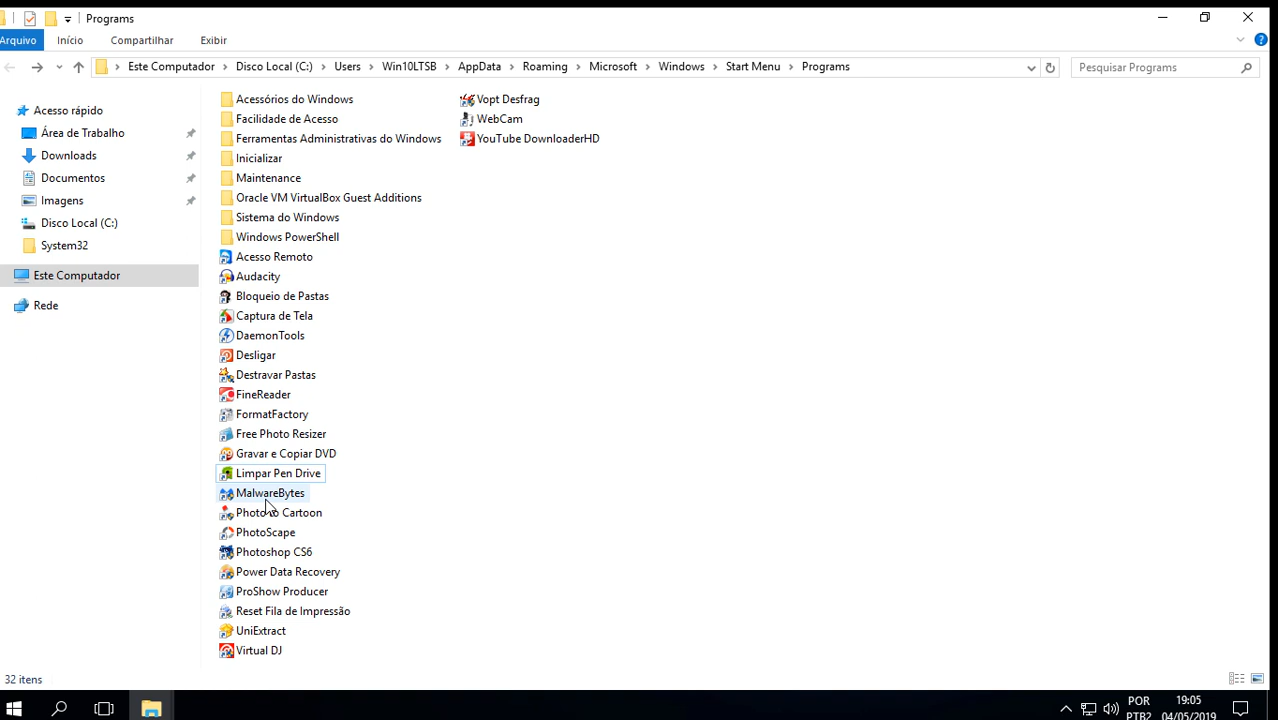 Programs
Arquivo Início Compartilhar Exibir
Este Computador Disco Local (C:) Users Win10LTSB AppData Roaming Microsoft Windows Start Menu Programs
Pesquisar Programs
Acesso rápido
Área de Trabalho
Downloads
Documentos
Imagens
Disco Local (C:)
System32
Este Computador
Rede
Acessórios do Windows
Facilidade de Acesso
Ferramentas Administrativas do Windows
Inicializar
Maintenance
Oracle VM VirtualBox Guest Additions
Sistema do Windows
Windows PowerShell
Acesso Remoto
Audacity
Bloqueio de Pastas
Captura de Tela
DaemonTools
Desligar
Destravar Pastas
FineReader
FormatFactory
Free Photo Resizer
Gravar e Copiar DVD
Limpar Pen Drive
MalwareBytes
Photo to Cartoon
PhotoScape
Photoshop CS6
Power Data Recovery
ProShow Producer
Reset Fila de Impressão
UniExtract
Virtual DJ
Vopt Desfrag
WebCam
YouTube DownloaderHD
32 itens
POR
PTB2
19:05
04/05/2019